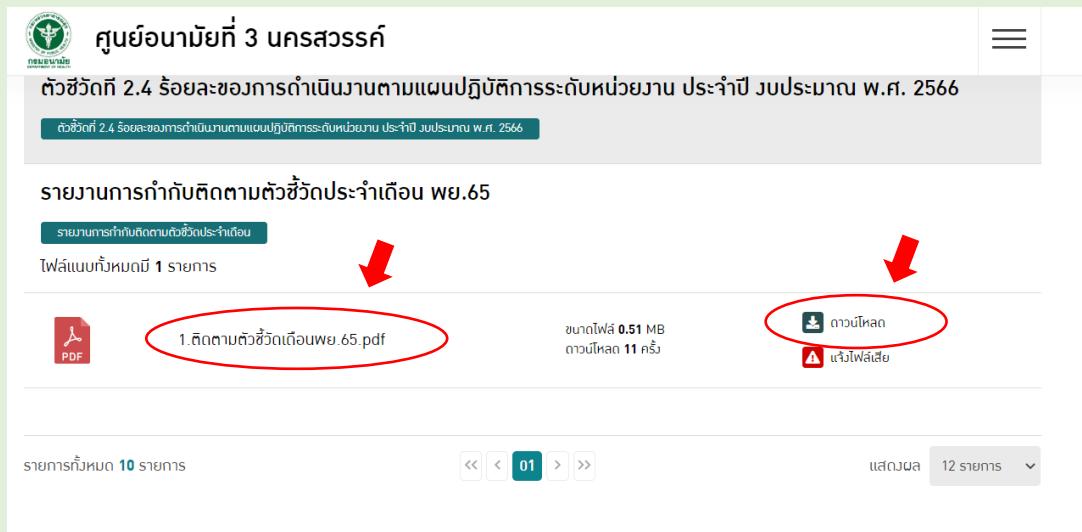 ศูนย์อนามัยที่ 3 นครสวรรค์
กรมอนามัย
ตัวชี้วัดที่ 2.4 ร้อยละของการดำเนินงานตามแผนปฏิบัติการระดับหน่วยงาน ประจำปี งบประมาณ พ.ศ. 2566
ตัวชี้วัดที่ 2.4 ร้อยละของการดำเนินงานตามแผนปฏิบัติการระดับหน่วยงาน ประจำปี งบประมาณ พ.ศ. 2566
รายงานการกำกับติดตามตัวชี้วัดประจำเดือน พย.65
รายงานการกำกับติดตามตัวชี้วัดประจำเดือน
ไฟล์แนบทั้งหมดมี 1 รายการ
PDF
1.ติดตามตัวชี้วัดเดือนพย.65.pdf
ขนาดไฟล์ 0.51 MB
ดาวน์โหลด 11 ครั้ง
ดาวน์โหลด
แจ้งไฟล์เสีย
รายการทั้งหมด 10 รายการ
<< < 01 > >>
แสดงผล 12 รายการ